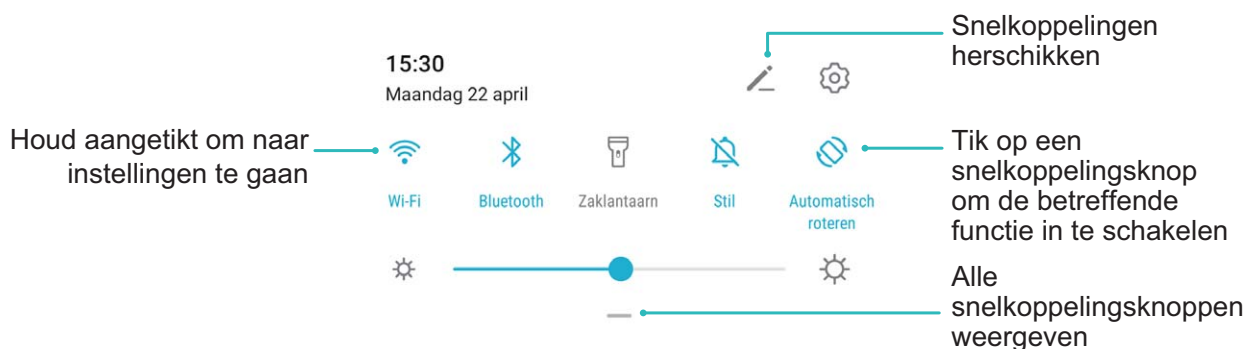 Snelkoppelingen
herschikken
15:30
Maandag 22 april
Houd aangetikt om naar
instellingen te gaan
Wi-Fi
Bluetooth
Zaklantaarn
Stil
Automatisch
roteren
Tik op een
snelkoppelingsknop
om de betreffende
functie in te schakelen
Alle
snelkoppelingsknoppen
weergeven